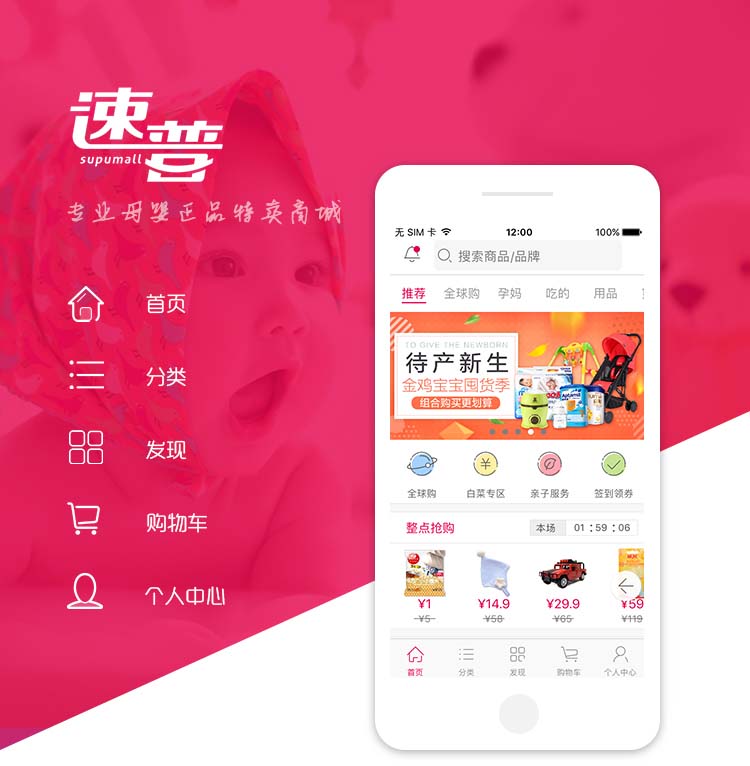 速普
supumall
专业母婴正品特卖商城
首页
分类
发现
购物车
个人中心
无 SIM 卡
12:00
100%
搜索商品/品牌
推荐 全球购 孕妈 吃的 用品
TO GIVE THE NEWBORN
待产新生
金鸡宝宝囤货季
组合购买更划算
Aptamil
全球购 白菜专区 亲子服务 签到领券
整点抢购 本场 01 : 59 : 06
¥1 ¥14.9 ¥29.9 ¥59
¥5 ¥58 ¥65 ¥119
首页 分类 发现 购物车 个人中心